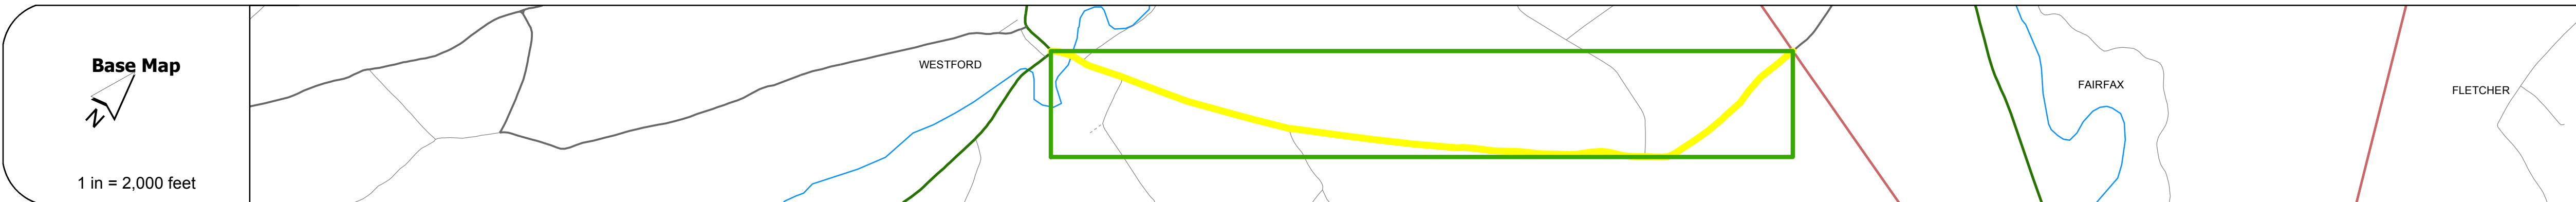 Base Map
N
1 in = 2,000 feet
WESTFORD
FAIRFAX
FLETCHER